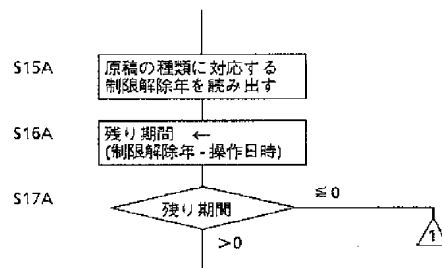 S15A
原稿の種類に対応する
制限解除年を読み出す
S16A
残り期間 ←
(制限解除年 - 操作日時)
S17A
残り期間
≦0
>0
1